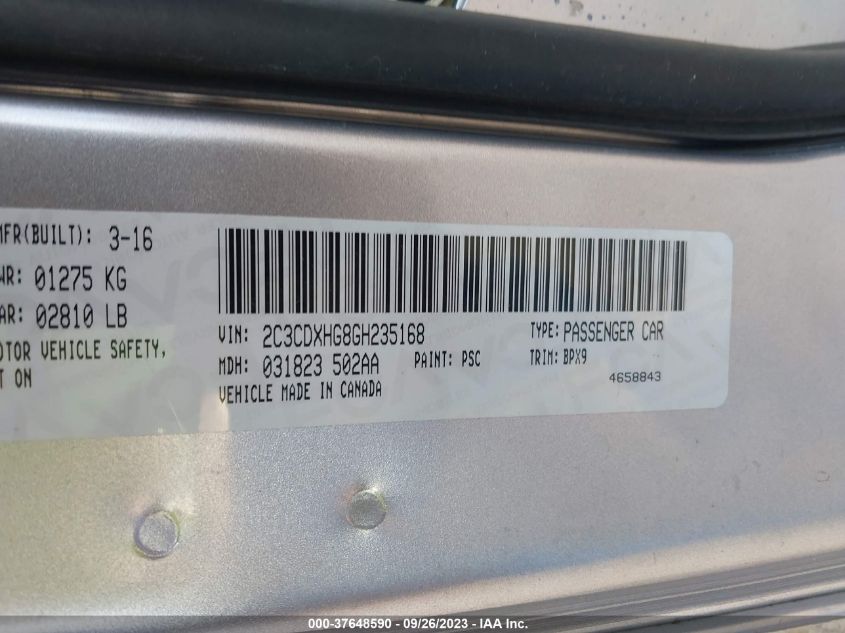 MFR(BUILT): 3-16
WR: 01275 KG
AR: 02810 LB
OTOR VEHICLE SAFETY,
T ON
VIN: 2C3CDXHG8GH235168
TYPE: PASSENGER CAR
MDH: 031823 502AA
PAINT: PSC
TRIM: BPX9
VEHICLE MADE IN CANADA
4658843
000-37648590 - 09/26/2023 - IAA Inc.